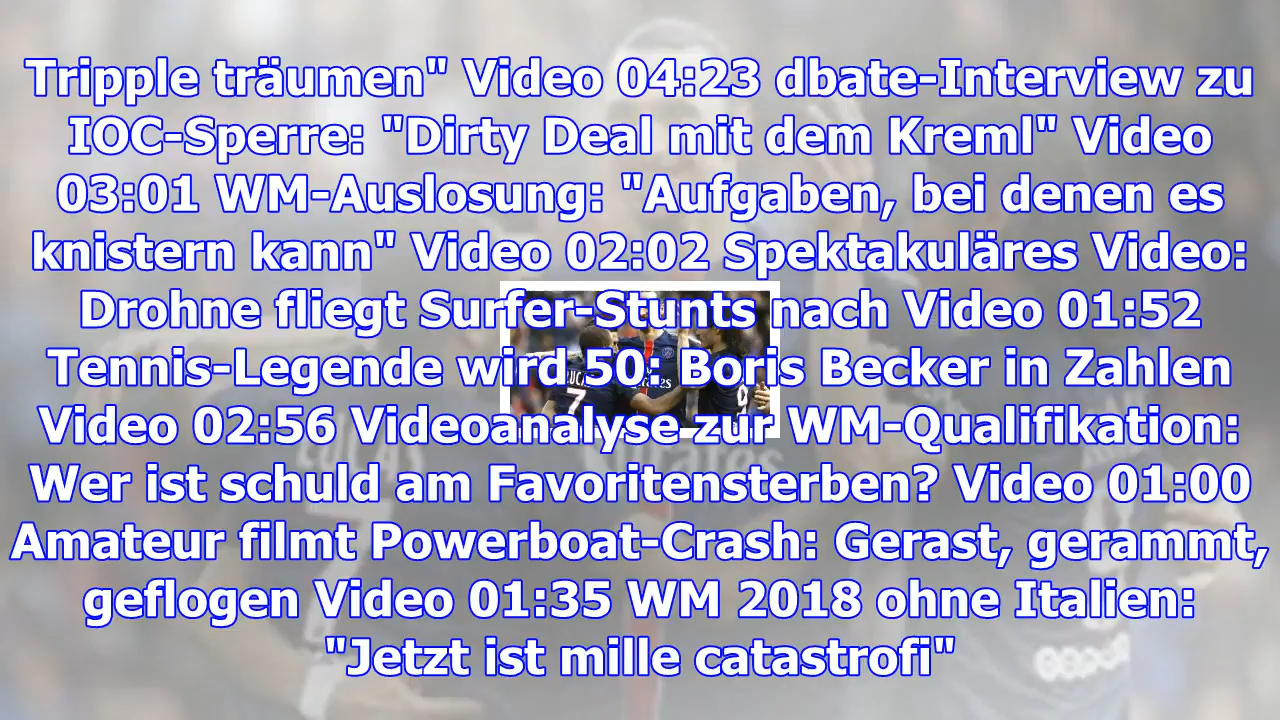 Tripple träumen" Video 04:23 dbate-Interview zu
IOC-Sperre: "Dirty Deal mit dem Kreml" Video
03:01 WM-Auslosung: "Aufgaben, bei denen es
knistern kann" Video 02:02 Spektakuläres Video:
Drohne fliegt Surfer-Stunts nach Video 01:52
Tennis-Legende wird 50: Boris Becker in Zahlen
Video 02:56 Videoanalyse zur WM-Qualifikation:
Wer ist schuld am Favoritensterben? Video 01:00
Amateur filmt Powerboat-Crash: Gerast, gerammt,
geflogen Video 01:35 WM 2018 ohne Italien:
"Jetzt ist mille catastrofi"
LUCAS
7
Emirates
9